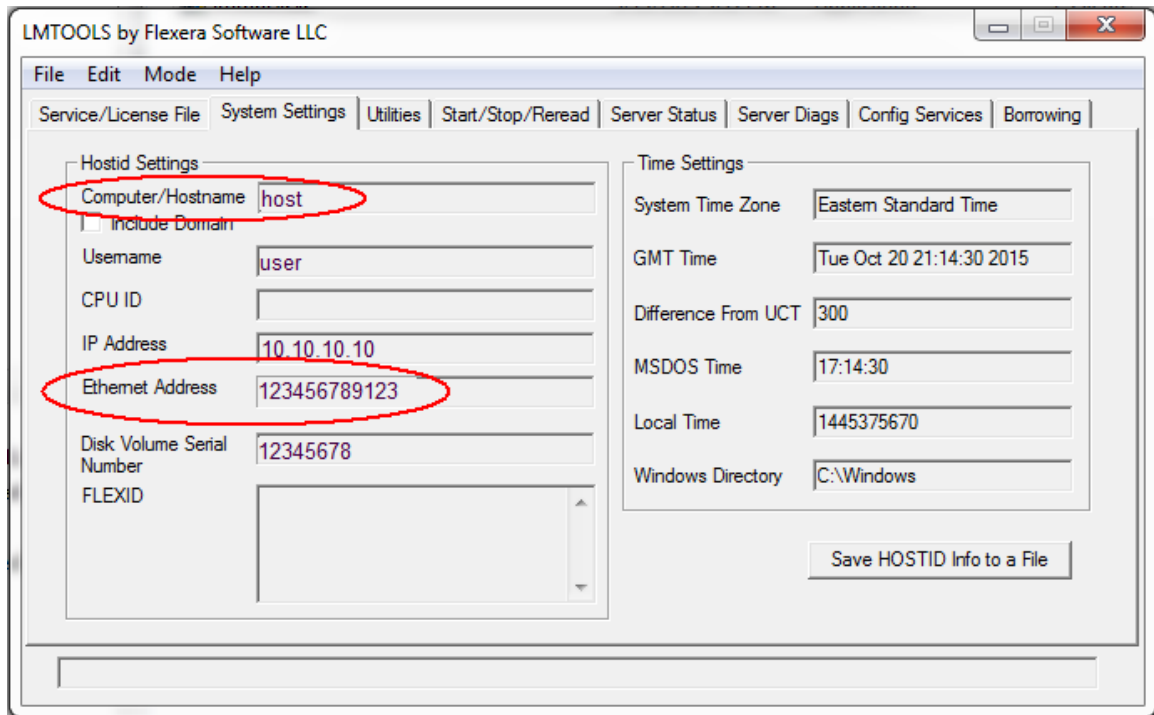 LMTOOLS by Flexera Software LLC
File Edit Mode Help
Service/License File System Settings Utilities Start/Stop/Reread Server Status Server Diags Config Services Borrowing
Hostid Settings
Computer/Hostname host
Include Domain
Username user
CPU ID
IP Address 10.10.10.10
Ethernet Address 123456789123
Disk Volume Serial
Number 12345678
FLEXID
Time Settings
System Time Zone Eastern Standard Time
GMT Time Tue Oct 20 21:14:30 2015
Difference From UCT 300
MSDOS Time 17:14:30
Local Time 1445375670
Windows Directory C:\Windows
Save HOSTID Info to a File